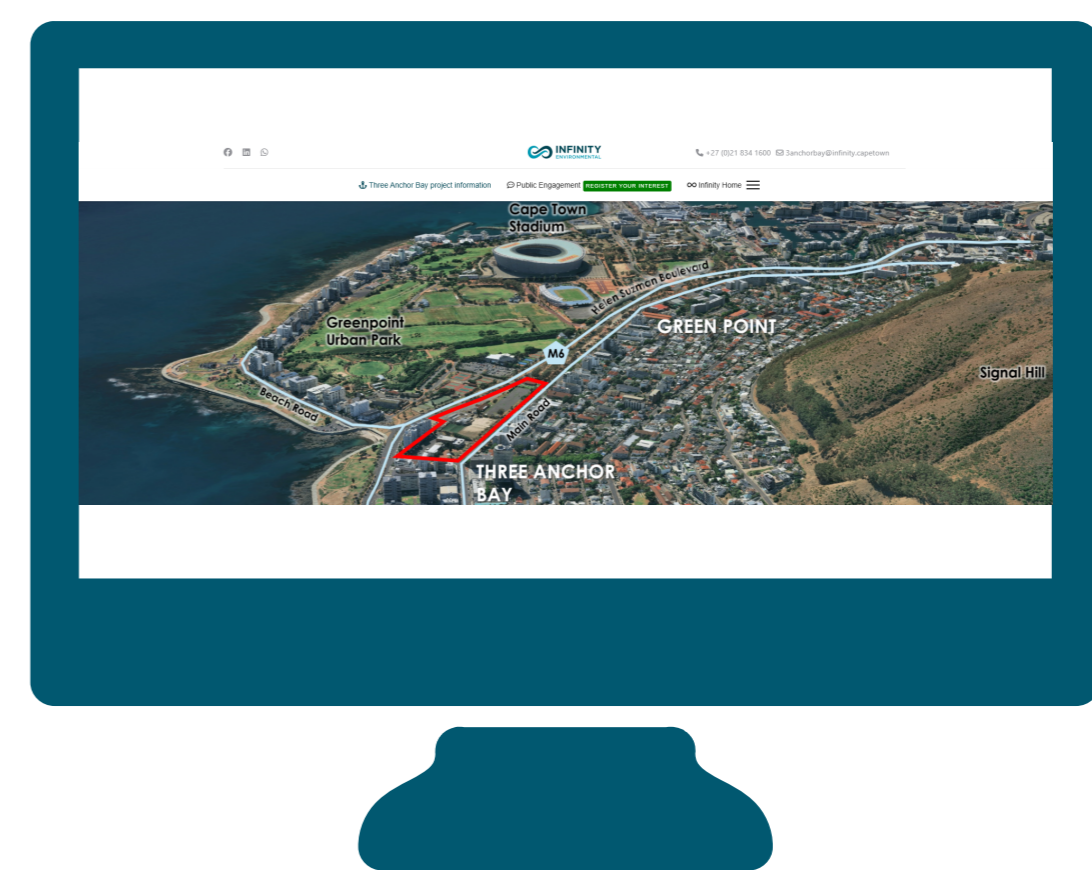 INFINITY
ENVIRONMENTAL
+27 (0)21 834 1600 3anchorbay@infinity.capetown
Three Anchor Bay project information Public Engagement REGISTER YOUR INTEREST Infinity Home
Cape Town
Stadium
Helen Suzman Boulevard
Greenpoint
Urban Park
GREEN POINT
M6
Signal Hill
Beach Road
Main Road
THREE ANCHOR
BAY